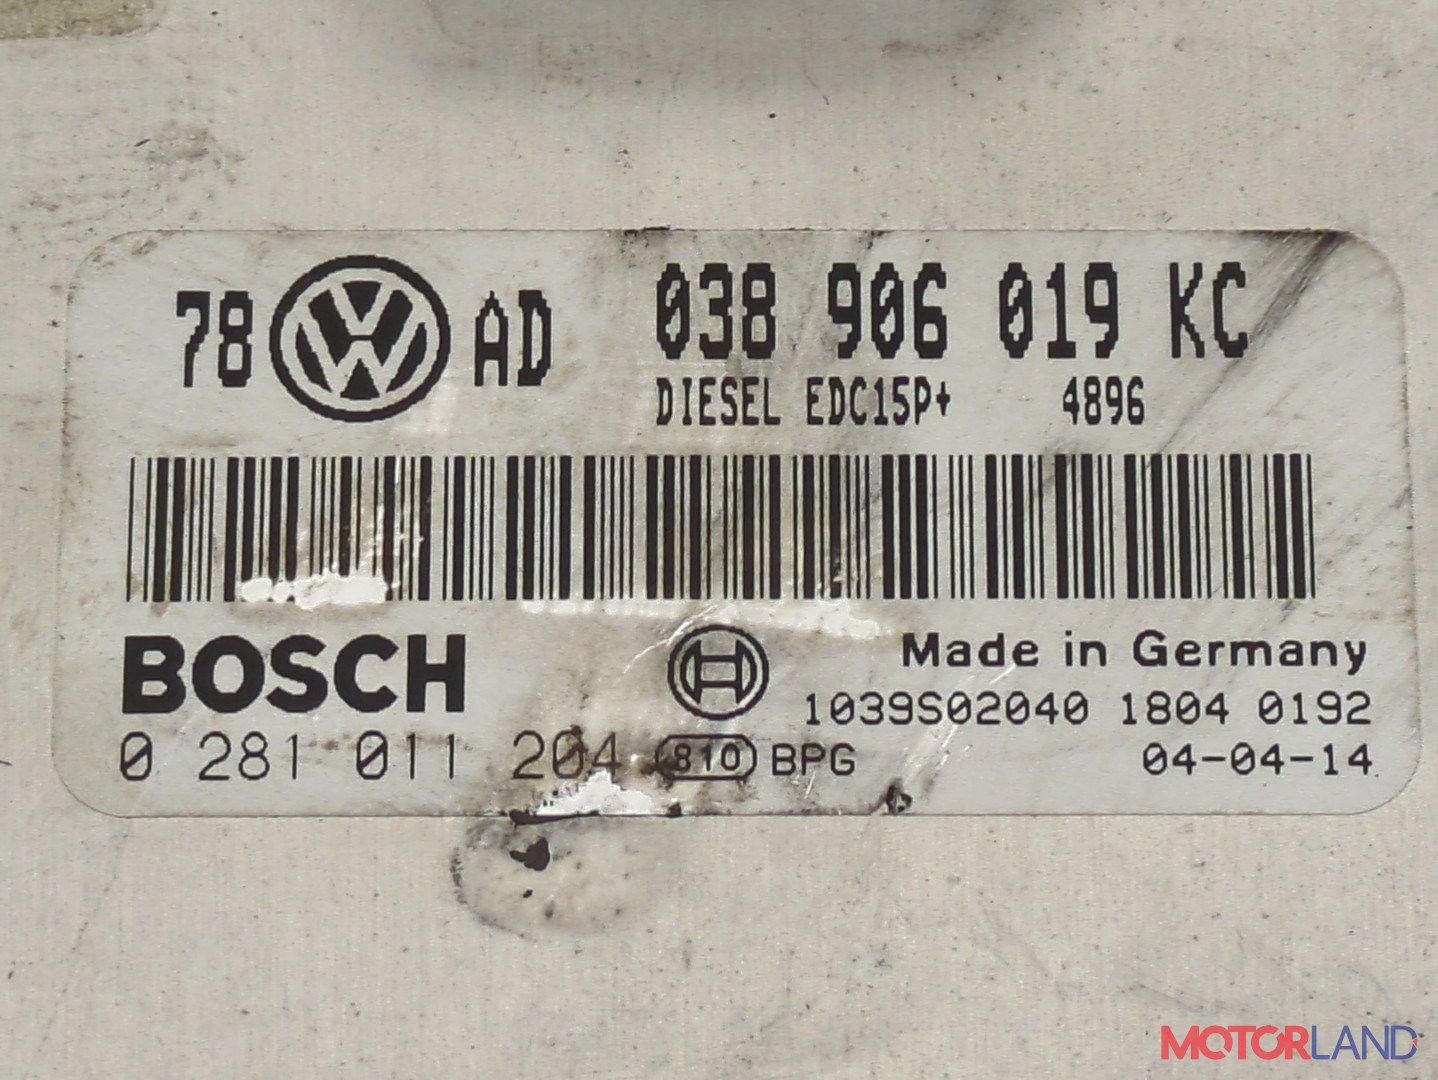 78 AD 038 906 019 KC
DIESEL EDC15P+ 4896
BOSCH
Made in Germany
1039S02040 1804 0192
0 281 011 204 810 BPG 04-04-14
MOTORLAND